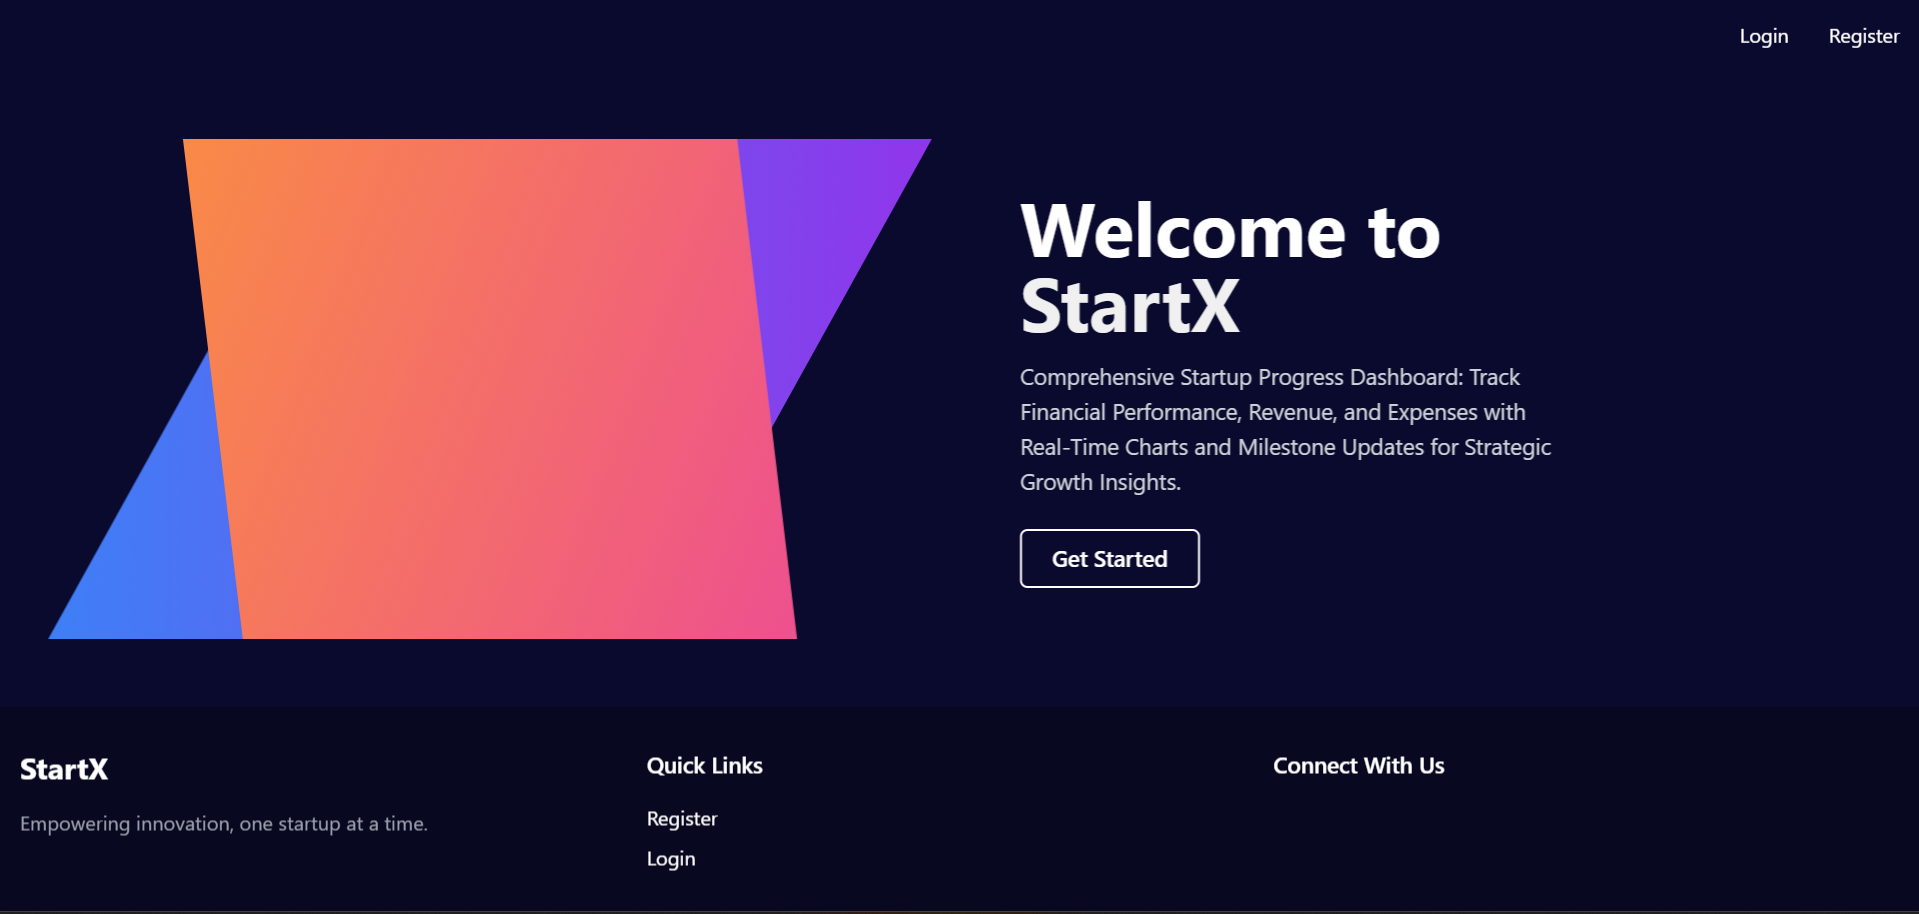 Login
Register
Welcome to
StartX
Comprehensive Startup Progress Dashboard: Track
Financial Performance, Revenue, and Expenses with
Real-Time Charts and Milestone Updates for Strategic
Growth Insights.
Get Started
StartX
Empowering innovation, one startup at a time.
Quick Links
Register
Login
Connect With Us